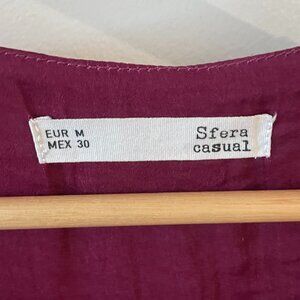 EUR M
MEX 30
Sfera
casual